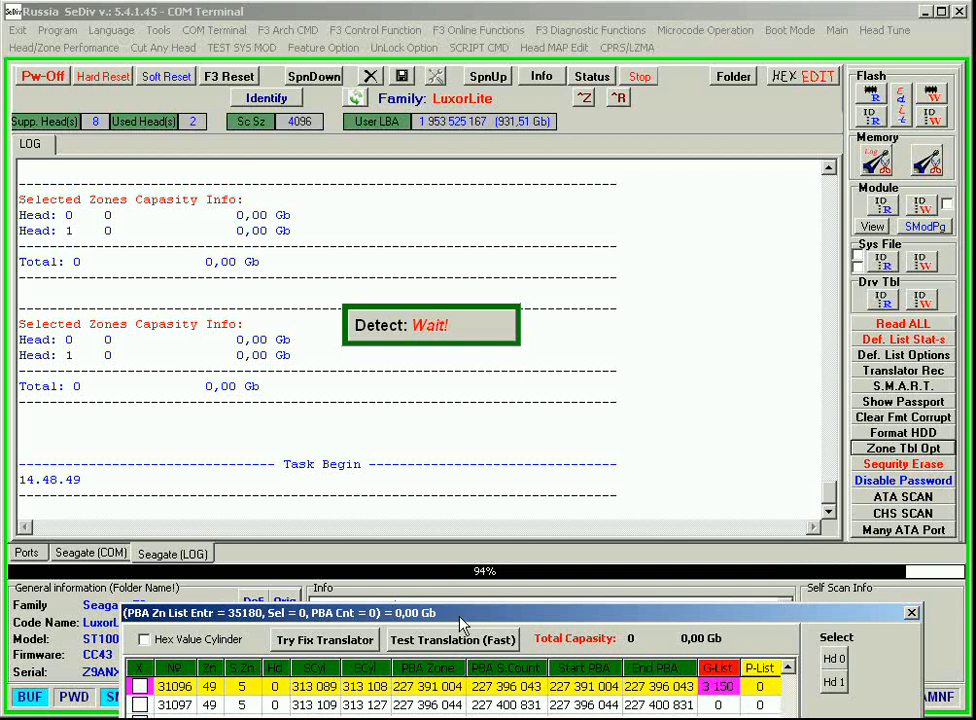 Russia SeDiv v.: 5.4.1.45 - COM Terminal
Exit Program Language Tools COM Terminal F3 Arch CMD F3 Control Function F3 Online Functions F3 Diagnostic Functions Microcode Operation Boot Mode Main Head Tune
Head/Zone Perfomance Cut Any Head TEST SYS MOD Feature Option UnLock Option SCRIPT CMD Head MAP Edit CPRS/LZMA
Pw-Off Hard Reset Soft Reset F3 Reset SpnDown SpnUp Info Status Stop Folder HEX EDIT
Identify Family: LuxorLite ^Z ^R
Supp. Head(s) 8 Used Head(s) 2 Sc Sz 4096 User LBA 1 953 525 167 (931,51 Gb)
LOG
Selected Zones Capasity Info:
Head: 0 0 0,00 Gb
Head: 1 0 0,00 Gb
Total: 0 0,00 Gb
Selected Zones Capasity Info:
Head: 0 0 0,00 Gb
Head: 1 0 0,00 Gb
Total: 0 0,00 Gb
Detect: Wait!
Task Begin
14.48.49
Flash
R W
ID R ID W
Memory
Log
Module
ID R ID W
View SModPg
Sys File
ID R ID W
Drv Tbl
ID R ID W
Read ALL
Def. List Stat-s
Def. List Options
Translator Rec
S.M.A.R.T.
Show Passport
Clear Fmt Corrupt
Format HDD
Zone Tbl Opt
Sequrity Erase
Disable Password
ATA SCAN
CHS SCAN
Many ATA Port
Ports Seagate (COM) Seagate (LOG)
94%
General information (Folder Name!) Info Self Scan Info
Family Seaga
Code Name: Luxor
Model: ST100
Firmware: CC43
Serial: Z9AN
BUF PWD
(PBA Zn List Entr = 35180, Sel = 0, PBA Cnt = 0) = 0,00 Gb
Hex Value Cylinder Try Fix Translator Test Translation (Fast) Total Capacity: 0 0,00 Gb Select
X Nº Zn S.Zn Hd SCyl ECyl PBA Zone PBA S.Count Start PBA End PBA G-List P-List
31096 49 5 0 313 089 313 108 227 391 004 227 396 043 227 391 004 227 396 043 3 150 0
31097 49 5 0 313 109 313 127 227 396 044 227 400 831 227 396 044 227 400 831 0 0
Hd 0
Hd 1
AMNF